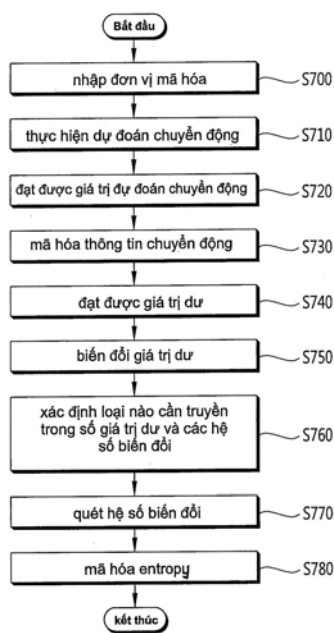 Bắt đầu
nhập đơn vị mã hóa
S700
thực hiện dự đoán chuyển động
S710
đạt được giá trị đự đoán chuyển động
S720
mã hóa thông tin chuyển động
S730
đạt được giá trị dư
S740
biến đổi giá trị dư
S750
xác định loại nào cần truyền
trong số giá trị dư và các hệ
số biến đổi
S760
quét hệ số biến đổi
S770
mã hóa entropy
S780
kết thúc